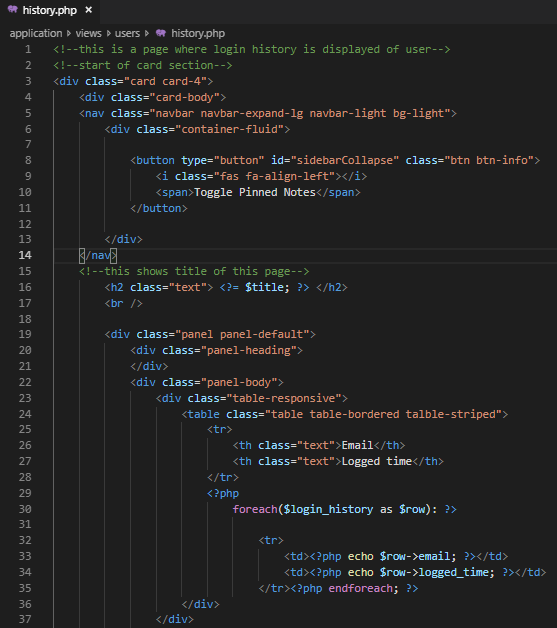 history.php ×
application > views > users > history.php
1 <!--this is a page where login history is displayed of user-->
2 <!--start of card section-->
3 <div class="card card-4">
4 <div class="card-body">
5 <nav class="navbar navbar-expand-lg navbar-light bg-light">
6 <div class="container-fluid">
7
8 <button type="button" id="sidebarCollapse" class="btn btn-info">
9 <i class="fas fa-align-left"></i>
10 <span>Toggle Pinned Notes</span>
11 </button>
12
13 </div>
14 </nav>
15 <!--this shows title of this page-->
16 <h2 class="text"> <?= $title; ?> </h2>
17 <br />
18
19 <div class="panel panel-default">
20 <div class="panel-heading">
21 </div>
22 <div class="panel-body">
23 <div class="table-responsive">
24 <table class="table table-bordered talble-striped">
25 <tr>
26 <th class="text">Email</th>
27 <th class="text">Logged time</th>
28 </tr>
29 <?php
30 foreach($login_history as $row): ?>
31
32 <tr>
33 <td><?php echo $row->email; ?></td>
34 <td><?php echo $row->logged_time; ?></td>
35 </tr><?php endforeach; ?>
36 </div>
37 </div>